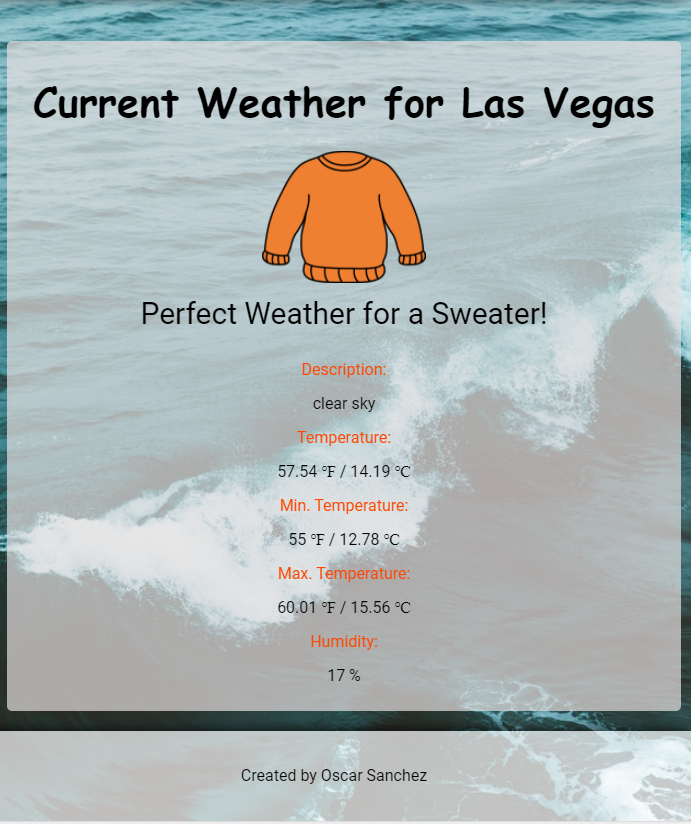 Current Weather for Las Vegas
Perfect Weather for a Sweater!
Description:
clear sky
Temperature:
57.54 °F / 14.19 °C
Min. Temperature:
55 °F / 12.78 °C
Max. Temperature:
60.01 °F / 15.56 °C
Humidity:
17 %
Created by Oscar Sanchez